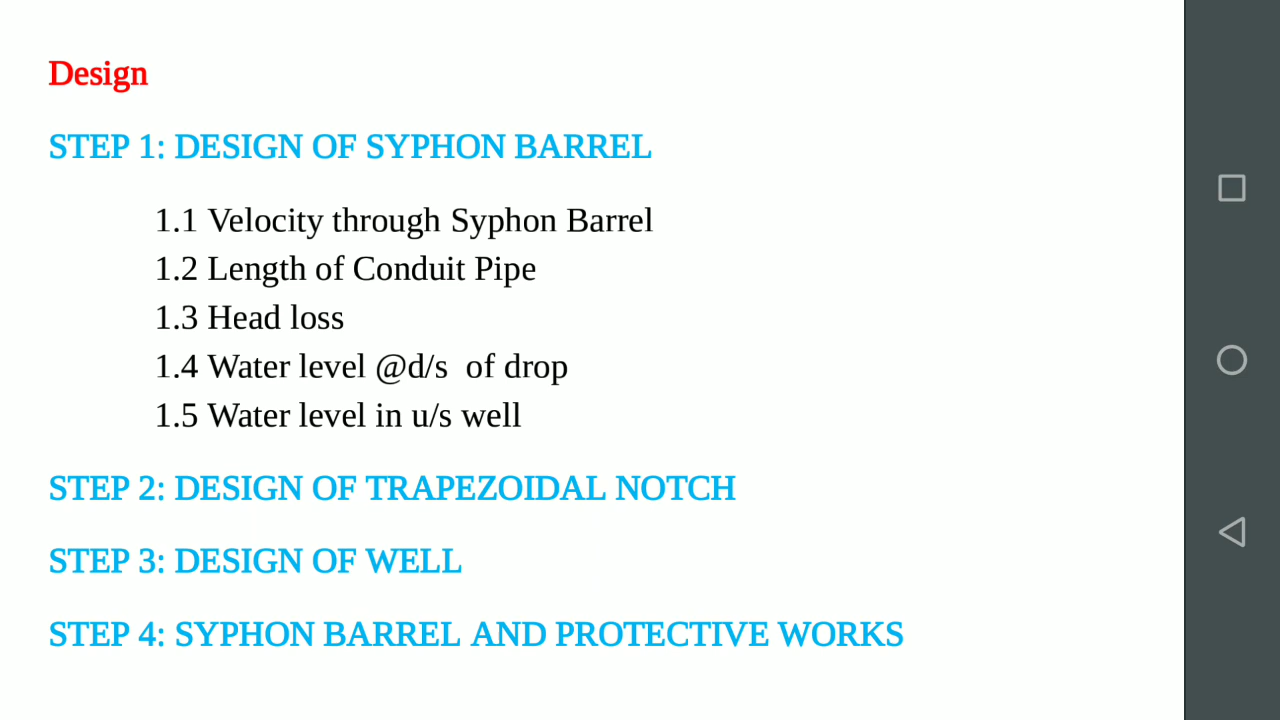 Design
STEP 1: DESIGN OF SYPHON BARREL
1.1 Velocity through Syphon Barrel
1.2 Length of Conduit Pipe
1.3 Head loss
1.4 Water level @d/s  of drop
1.5 Water level in u/s well
STEP 2: DESIGN OF TRAPEZOIDAL NOTCH
STEP 3: DESIGN OF WELL
STEP 4: SYPHON BARREL AND PROTECTIVE WORKS